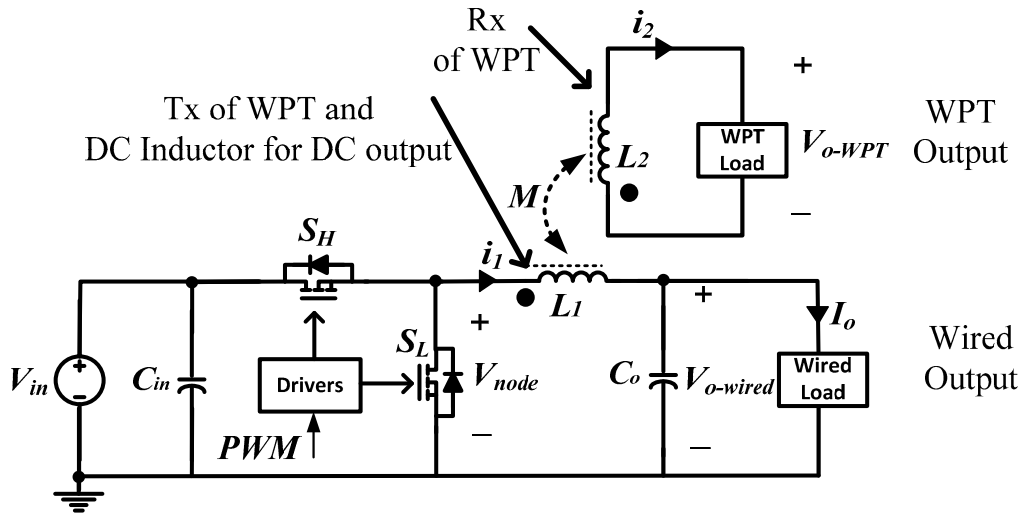 Rx
of WPT
i2
+
WPT
Load
Vo-WPT
–
WPT
Output
L2
M
Tx of WPT and
DC Inductor for DC output
SH
i1
L1
+
Io
SL
+
Vnode
–
Vin
+
–
Cin
Drivers
PWM
Co
Vo-wired
–
Wired
Load
Wired
Output